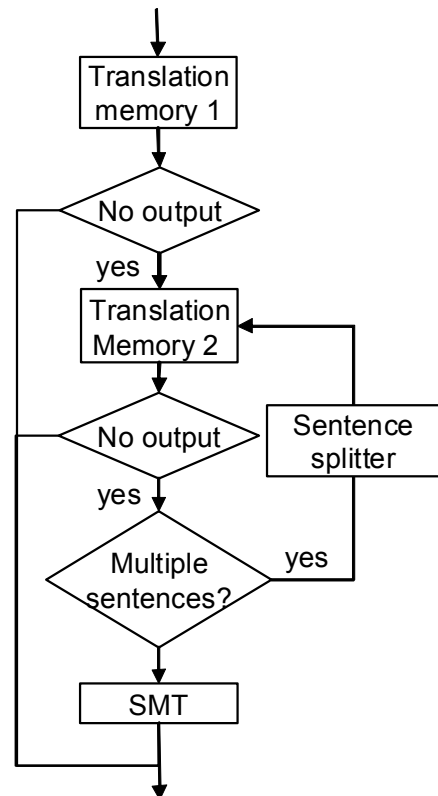 Translation
memory 1
No output
yes
Translation
Memory 2
No output
Sentence
splitter
yes
Multiple
sentences?
yes
SMT